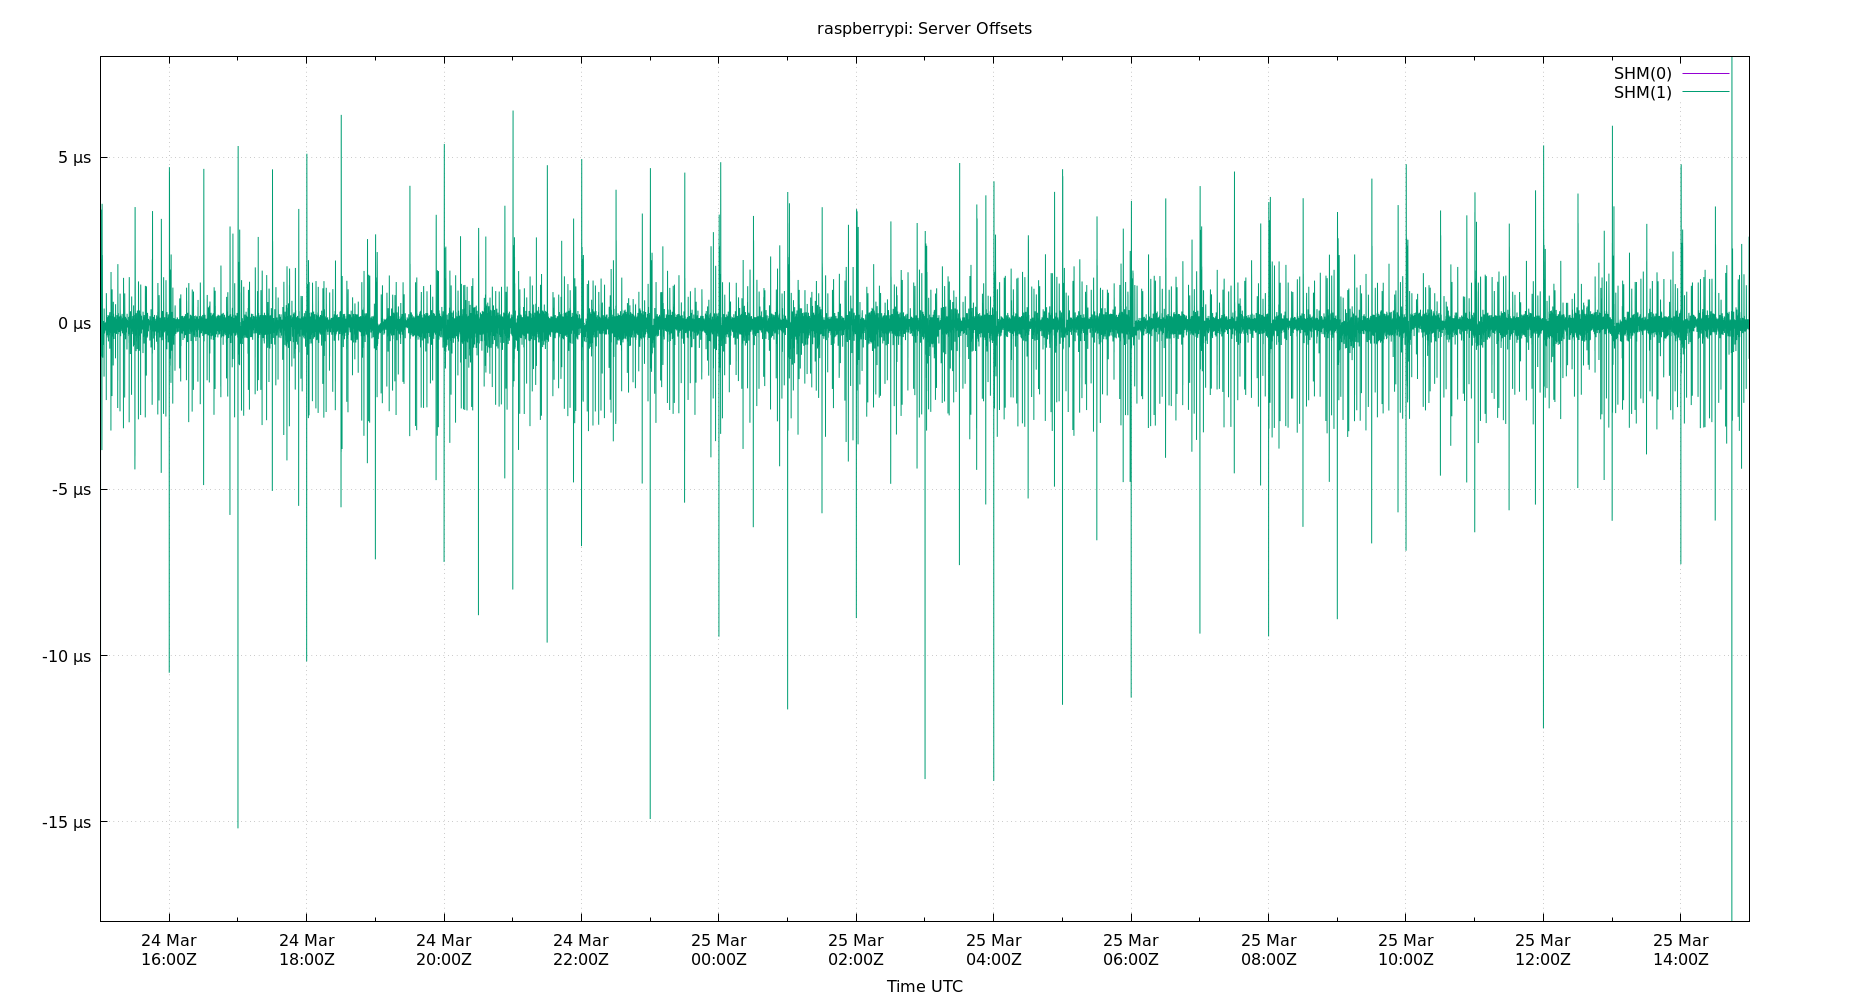 raspberrypi: Server Offsets
SHM(0)
SHM(1)
5 µs
0 µs
-5 µs
-10 µs
-15 µs
24 Mar 24 Mar 24 Mar 24 Mar 25 Mar 25 Mar 25 Mar 25 Mar 25 Mar 25 Mar 25 Mar 25 Mar
16:00Z 18:00Z 20:00Z 22:00Z 00:00Z 02:00Z 04:00Z 06:00Z 08:00Z 10:00Z 12:00Z 14:00Z
Time UTC